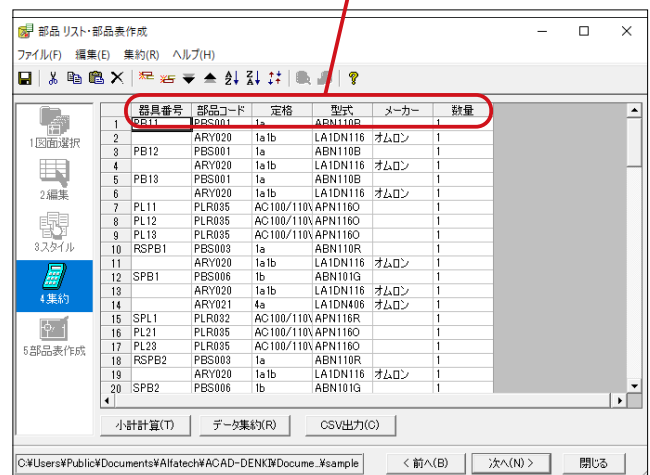 部品 リスト・部品表作成
ファイル(F) 編集(E) 集約(R) ヘルプ(H)
器具番号 部品コード 定格 型式 メーカー 数量
1 PB11 PBS001 1a ABN110B 1
2 ARY020 1a1b LA1DN116 オムロン 1
3 PB12 PBS001 1a ABN110B 1
4 ARY020 1a1b LA1DN116 オムロン 1
5 PB13 PBS001 1a ABN110B 1
6 ARY020 1a1b LA1DN116 オムロン 1
7 PL11 PLR035 AC100/110V APN116O 1
8 PL12 PLR035 AC100/110V APN116O 1
9 PL13 PLR035 AC100/110V APN116O 1
10 RSPB1 PBS003 1a ABN110R 1
11 ARY020 1a1b LA1DN116 オムロン 1
12 SPB1 PBS006 1b ABN101G 1
13 ARY020 1a1b LA1DN116 オムロン 1
14 ARY021 4a LA1DN406 オムロン 1
15 SPL1 PLR032 AC100/110V APN116R 1
16 PL21 PLR035 AC100/110V APN116O 1
17 PL23 PLR035 AC100/110V APN116O 1
18 RSPB2 PBS003 1a ABN110R 1
19 ARY020 1a1b LA1DN116 オムロン 1
20 SPB2 PBS006 1b ABN101G 1
1図面選択
2.編集
3.スタイル
4.集約
5部品表作成
小計計算(T) データ集約(R) CSV出力(O)
C:¥Users¥Public¥Documents¥Alfatech¥ACAD-DENKI¥Docume..¥sample < 前へ(B) 次へ(N) > 閉じる